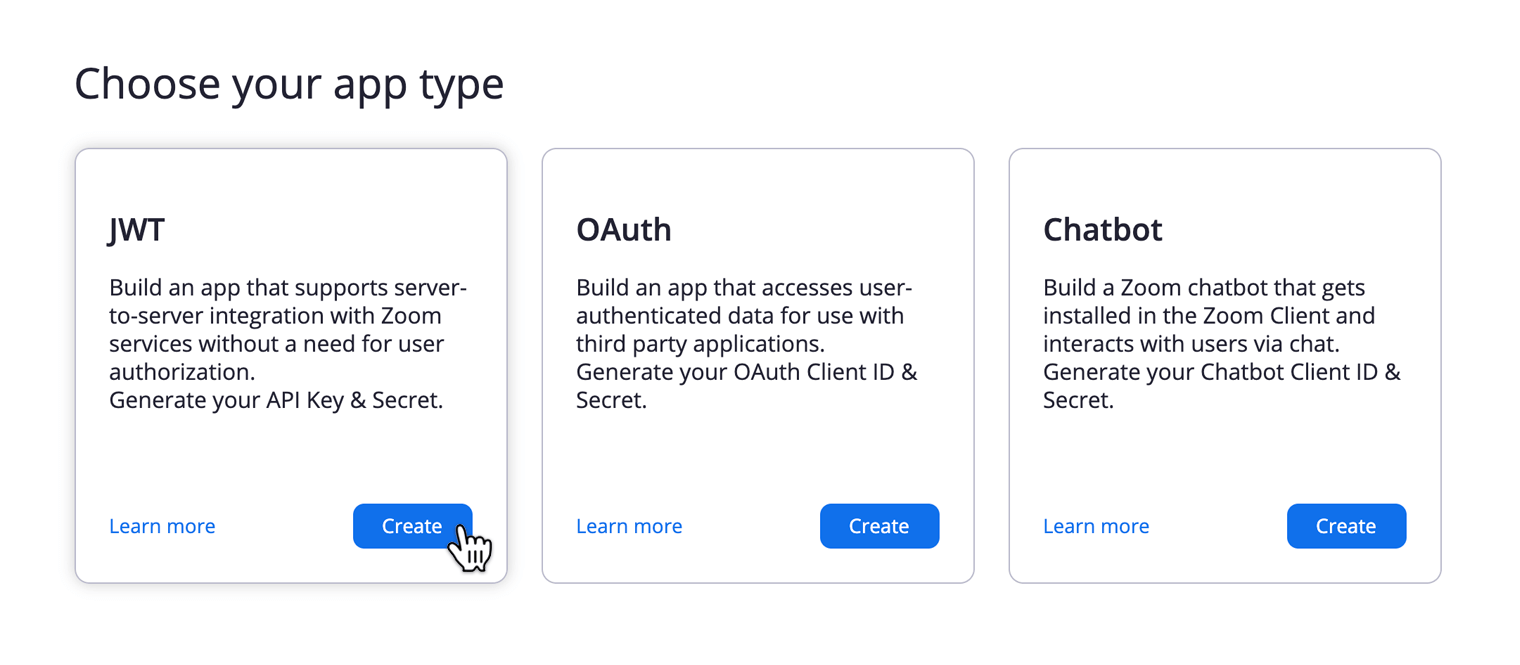 Choose your app type
JWT
Build an app that supports server-
to-server integration with Zoom
services without a need for user
authorization.
Generate your API Key & Secret.
Learn more
Create
OAuth
Build an app that accesses user-
authenticated data for use with
third party applications.
Generate your OAuth Client ID &
Secret.
Learn more
Create
Chatbot
Build a Zoom chatbot that gets
installed in the Zoom Client and
interacts with users via chat.
Generate your Chatbot Client ID &
Secret.
Learn more
Create